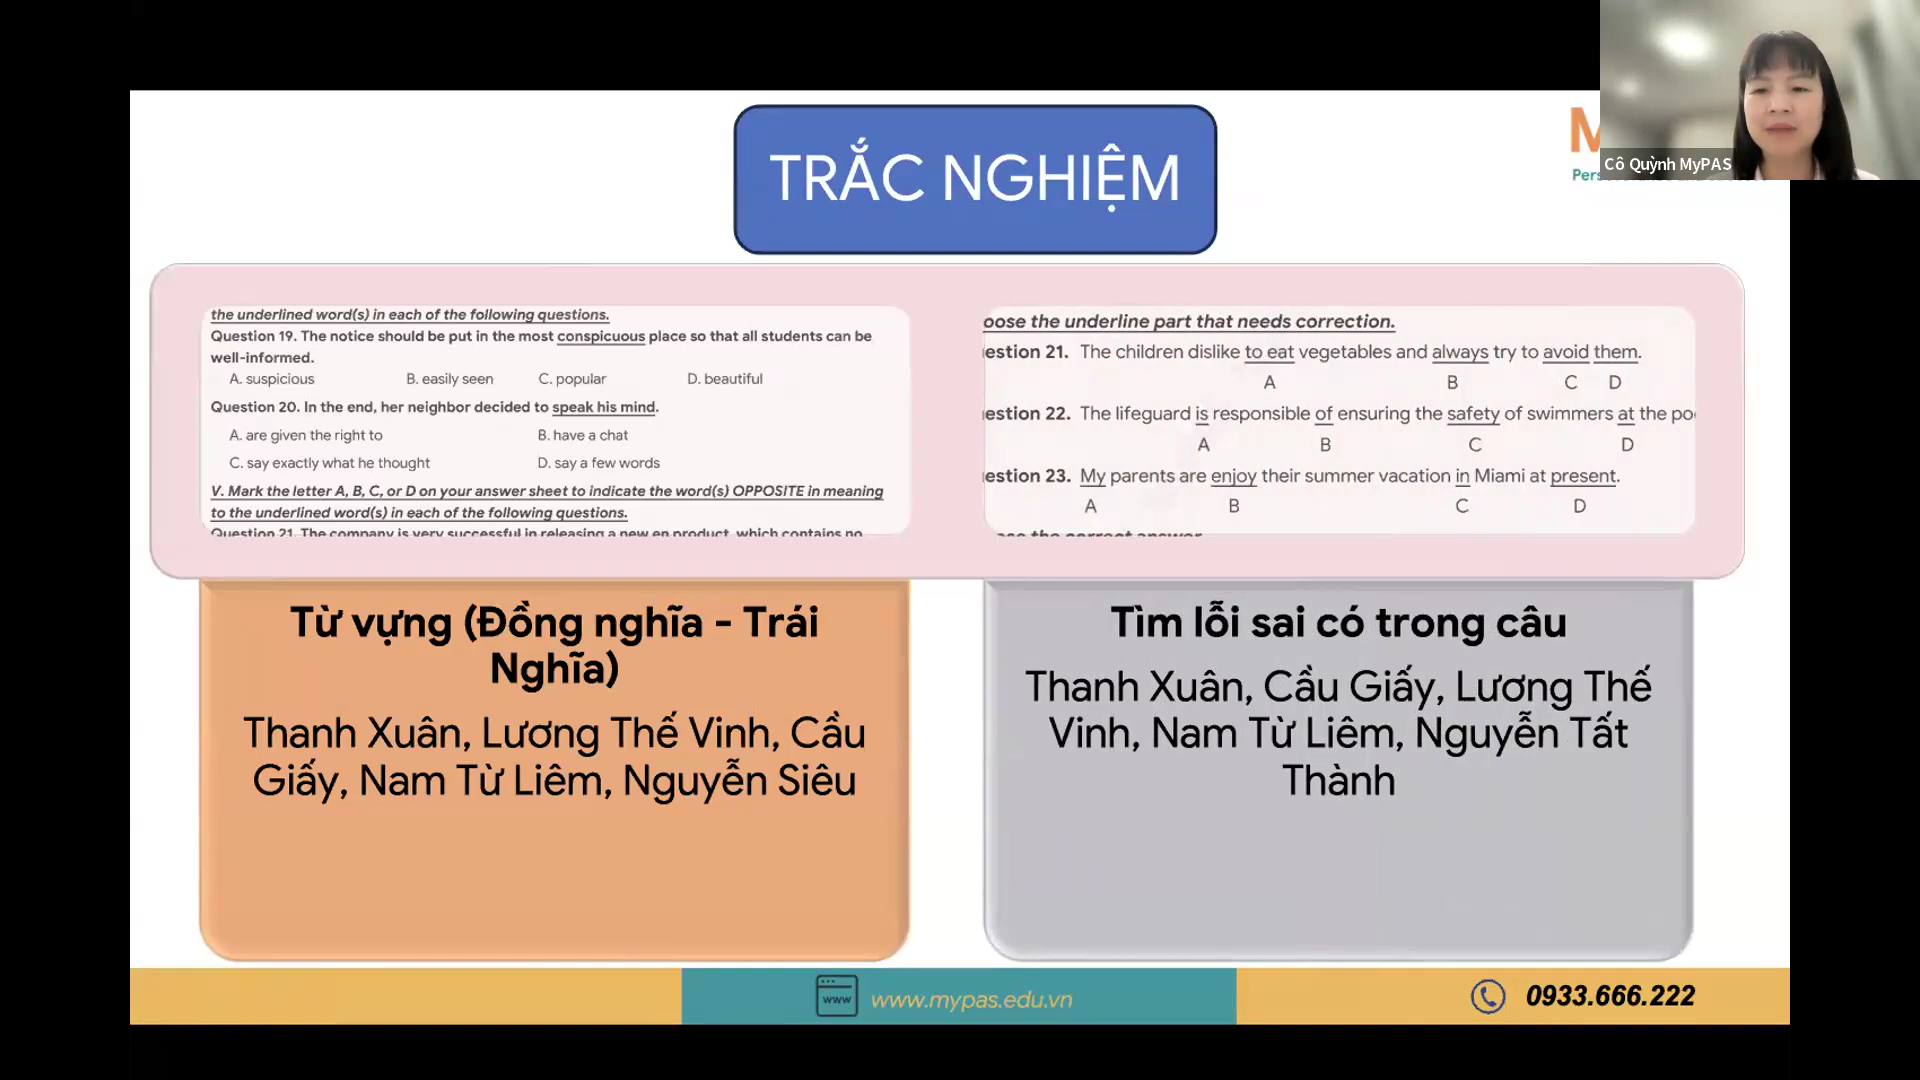 TRẮC NGHIỆM
M
Cô Quỳnh MyPAS
Pers
the underlined word(s) in each of the following questions.
Question 19. The notice should be put in the most conspicuous place so that all students can be
well-informed.
A. suspicious B. easily seen C. popular D. beautiful
Question 20. In the end, her neighbor decided to speak his mind.
A. are given the right to B. have a chat
C. say exactly what he thought D. say a few words
V. Mark the letter A, B, C, or D on your answer sheet to indicate the word(s) OPPOSITE in meaning
to the underlined word(s) in each of the following questions.
Question 21. The company is very successful in releasing a new en product, which contains no
oose the underline part that needs correction.
estion 21. The children dislike to eat vegetables and always try to avoid them.
A B C D
estion 22. The lifeguard is responsible of ensuring the safety of swimmers at the poo
A B C D
estion 23. My parents are enjoy their summer vacation in Miami at present.
A B C D
ose the correct answer
Từ vựng (Đồng nghĩa - Trái
Nghĩa)
Thanh Xuân, Lương Thế Vinh, Cầu
Giấy, Nam Từ Liêm, Nguyễn Siêu
Tìm lỗi sai có trong câu
Thanh Xuân, Cầu Giấy, Lương Thế
Vinh, Nam Từ Liêm, Nguyễn Tất
Thành
www
www.mypas.edu.vn
0933.666.222